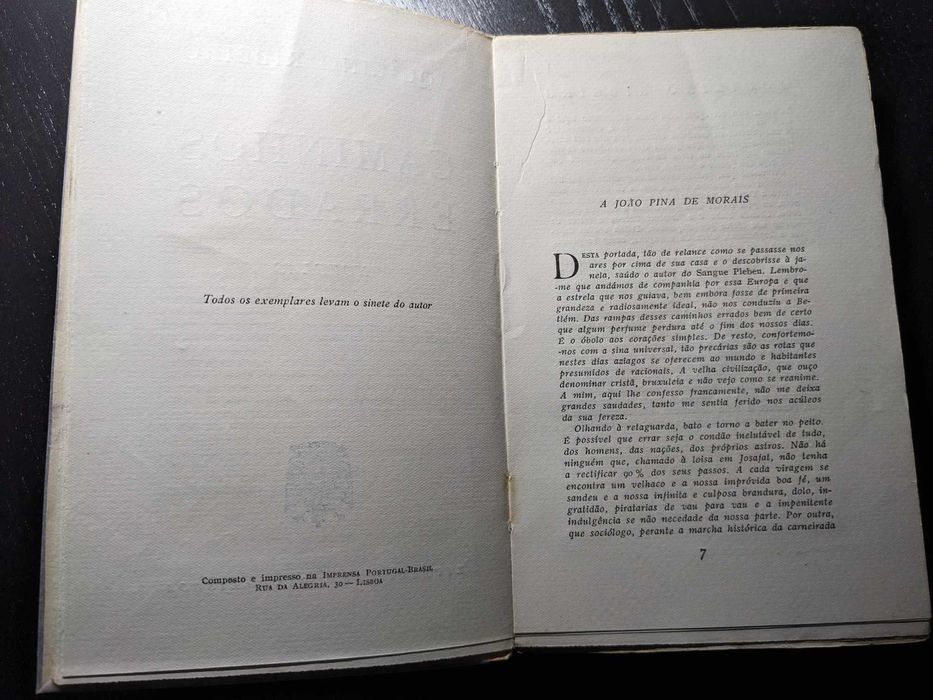 Todos os exemplares levam o sinete do autor
Composto e impresso na IMPRENSA PORTUGAL-BRASIL
RUA DA ALEGRIA, 30 — LISBOA
A JOÃO PINA DE MORAIS
DESTA portada, tão de relance como se passasse nos
ares por cima de sua casa e o descobrisse à ja-
nela, saúdo o autor do Sangue Plebeu. Lembro-
-me que andámos de companhia por essa Europa e que
a estrela que nos guiava, bem embora fosse de primeira
grandeza e radiosamente ideal, não nos conduziu a Be-
tlém. Das rampas desses caminhos errados bem de certo
que algum perfume perdura até o fim dos nossos dias.
É o óbolo aos corações simples. De resto, confortemo-
-nos com a sina universal, tão precárias são as rotas que
nestes dias aziagos se oferecem ao mundo e habitantes
presumidos de racionais. A velha civilização, que ouço
denominar cristã, bruxuleia e não vejo como se reanime.
A mim, aqui lhe confesso francamente, não me deixa
grandes saudades, tanto me sentia ferido nos acúleos
da sua fereza.
Olhando à retaguarda, bato e torno a bater no peito.
É possível que errar seja o condão inelutável de tudo,
dos homens, das nações, dos próprios astros. Não há
ninguém que, chamado à loisa em Josafat, não tenha
a rectificar 90 % dos seus passos. A cada viragem se
encontra um velhaco e a nossa impróvida boa fé, um
sandeu e a nossa infinita e culposa brandura, dolo, in-
gratidão, piratarias de vau para vau e a impenitente
indulgência se não necedade da nossa parte. Por outra,
que sociólogo, perante a marcha histórica da carneirada
7